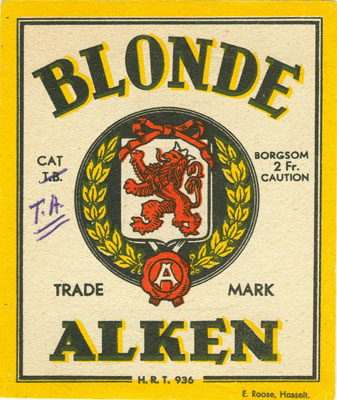 BLONDE
CAT
T.B.
T.A
BORGSOM
2 Fr.
CAUTION
A
TRADE MARK
ALKEN
H.R.T. 936
E. Roose, Hasselt.